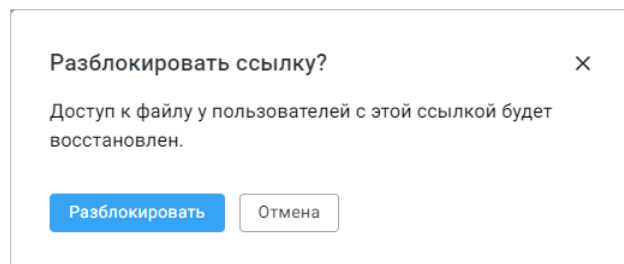 Разблокировать ссылку?
Доступ к файлу у пользователей с этой ссылкой будет
восстановлен.
Разблокировать
Отмена